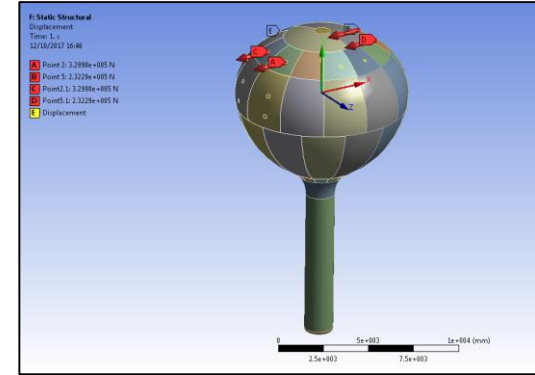 F: Static Structural
Displacement
Time: 1. s
12/18/2017 16:46
A Point 2: 3.2998e+005 N
B Point 5: 2.3229e+005 N
C Point2.1: 3.2998e+005 N
D Point5.1: 2.3229e+005 N
E Displacement
E
B
D
C
A
X
Z
0 5e+003 1e+004 (mm)
2.5e+003 7.5e+003